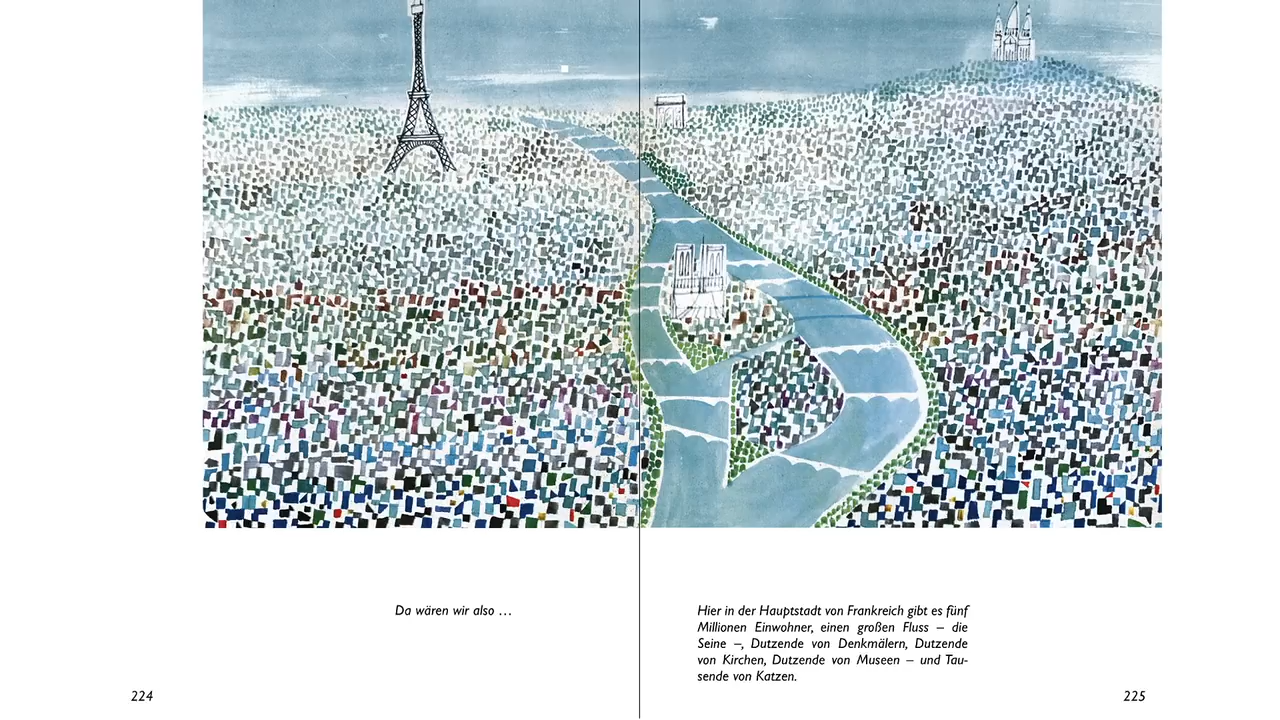 Da wären wir also …
Hier in der Hauptstadt von Frankreich gibt es fünf
Millionen Einwohner, einen großen Fluss – die
Seine –, Dutzende von Denkmälern, Dutzende
von Kirchen, Dutzende von Museen – und Tau-
sende von Katzen.
224
225